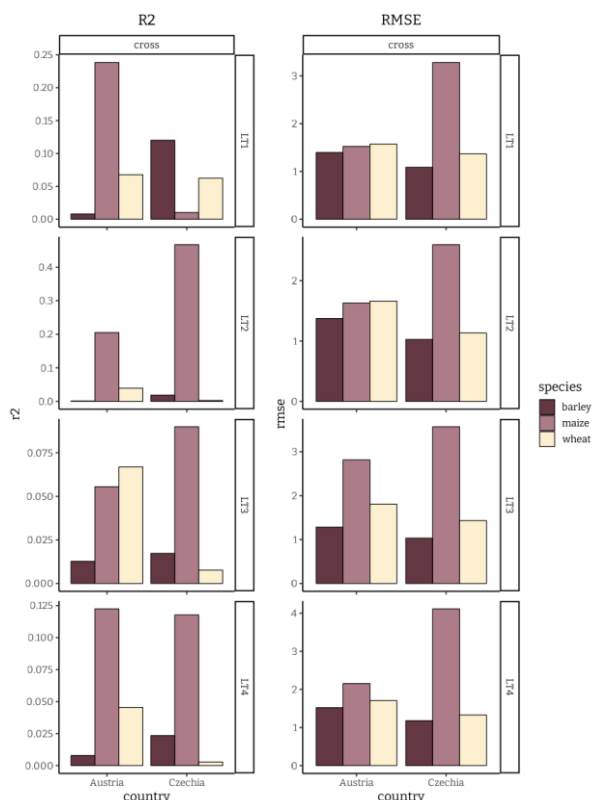 R2
RMSE
cross
cross
0.25
0.20
0.15
0.10
0.05
0.00
LT1
3
2
1
0
LT1
0.4
0.3
0.2
0.1
0.0
LT2
2
1
0
LT2
r2
rmse
species
barley
maize
wheat
0.075
0.050
0.025
0.000
LT3
3
2
1
0
LT3
0.125
0.100
0.075
0.050
0.025
0.000
LT4
4
3
2
1
0
LT4
Austria
Czechia
Austria
Czechia
country
country